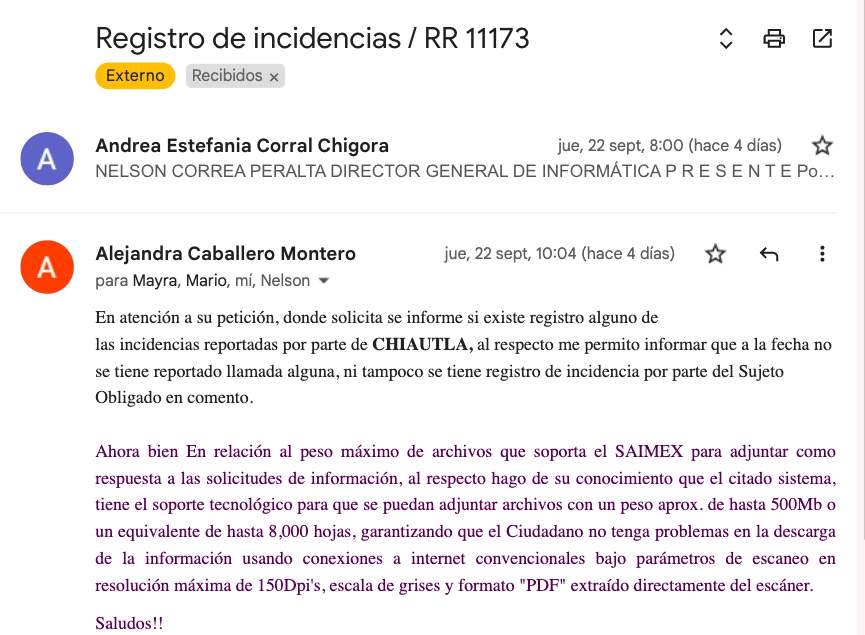 Registro de incidencias / RR 11173
Externo Recibidos ×
A
Andrea Estefania Corral Chigora jue, 22 sept, 8:00 (hace 4 días)
NELSON CORREA PERALTA DIRECTOR GENERAL DE INFORMÁTICA P R E S E N T E Po…
A
Alejandra Caballero Montero jue, 22 sept, 10:04 (hace 4 días)
para Mayra, Mario, mí, Nelson
En atención a su petición, donde solicita se informe si existe registro alguno de
las incidencias reportadas por parte de CHIAUTLA, al respecto me permito informar que a la fecha no
se tiene reportado llamada alguna, ni tampoco se tiene registro de incidencia por parte del Sujeto
Obligado en comento.
Ahora bien En relación al peso máximo de archivos que soporta el SAIMEX para adjuntar como
respuesta a las solicitudes de información, al respecto hago de su conocimiento que el citado sistema,
tiene el soporte tecnológico para que se puedan adjuntar archivos con un peso aprox. de hasta 500Mb o
un equivalente de hasta 8,000 hojas, garantizando que el Ciudadano no tenga problemas en la descarga
de la información usando conexiones a internet convencionales bajo parámetros de escaneo en
resolución máxima de 150Dpi's, escala de grises y formato "PDF" extraído directamente del escáner.
Saludos!!